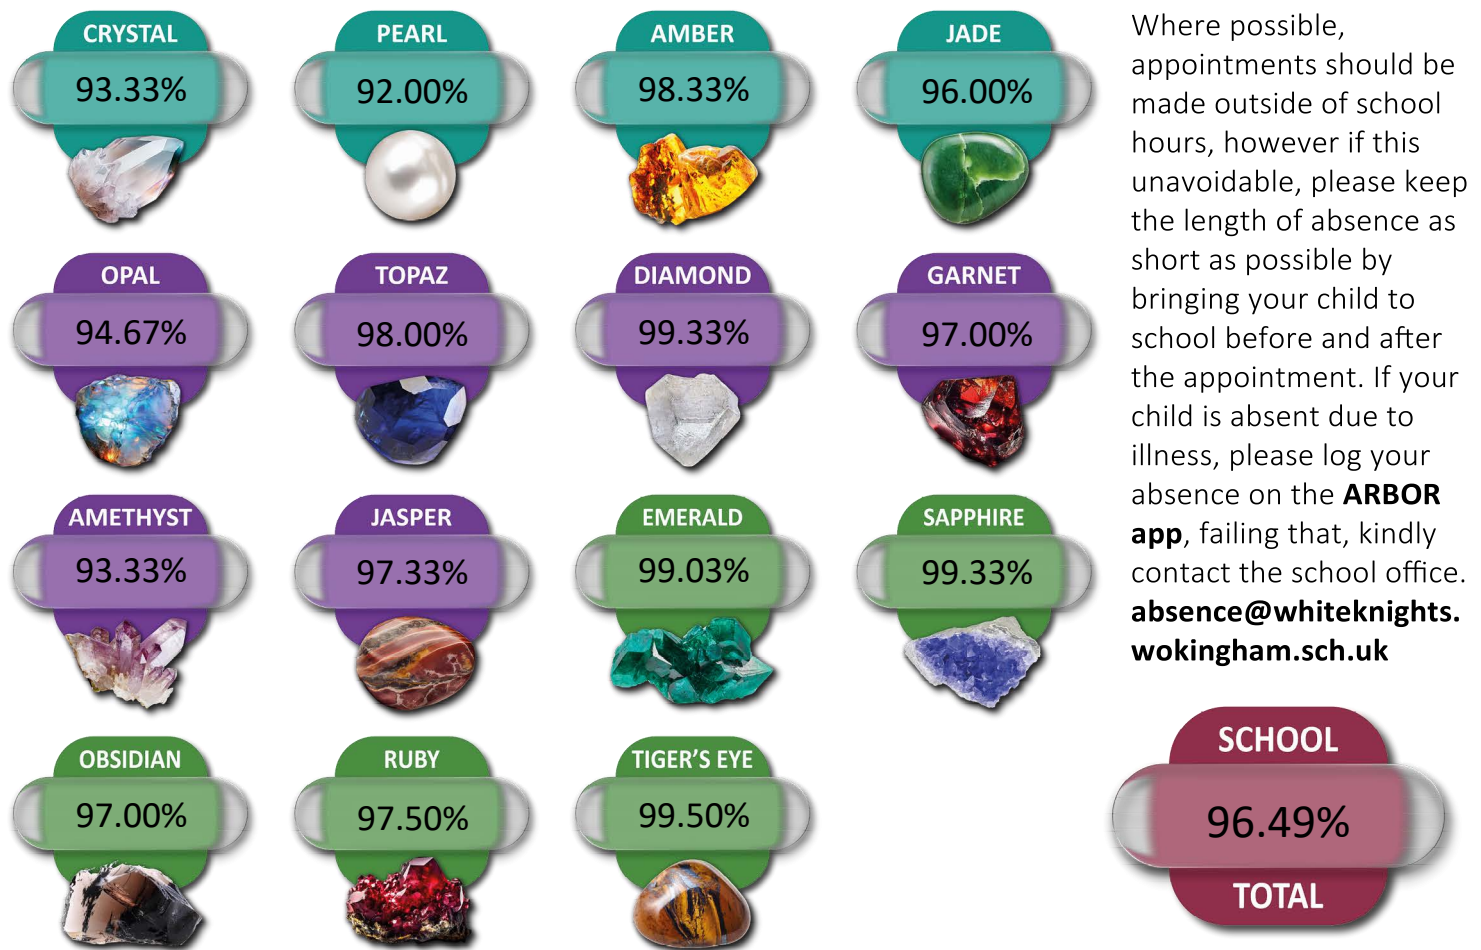 CRYSTAL
93.33%
PEARL
92.00%
AMBER
98.33%
JADE
96.00%
OPAL
94.67%
TOPAZ
98.00%
DIAMOND
99.33%
GARNET
97.00%
AMETHYST
93.33%
JASPER
97.33%
EMERALD
99.03%
SAPPHIRE
99.33%
OBSIDIAN
97.00%
RUBY
97.50%
TIGER'S EYE
99.50%
Where possible,
appointments should be
made outside of school
hours, however if this
unavoidable, please keep
the length of absence as
short as possible by
bringing your child to
school before and after
the appointment. If your
child is absent due to
illness, please log your
absence on the ARBOR
app, failing that, kindly
contact the school office.
absence@whiteknights.
wokingham.sch.uk
SCHOOL
96.49%
TOTAL